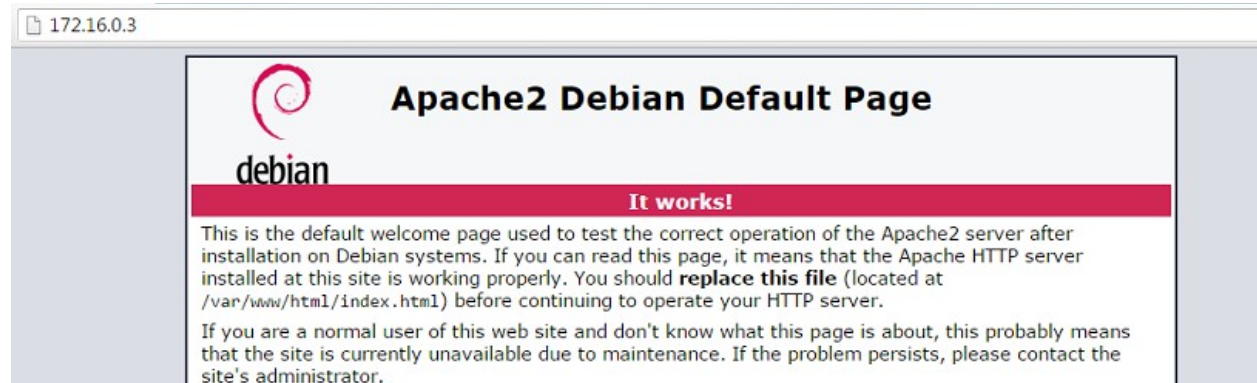 172.16.0.3
Apache2 Debian Default Page
debian
It works!
This is the default welcome page used to test the correct operation of the Apache2 server after
installation on Debian systems. If you can read this page, it means that the Apache HTTP server
installed at this site is working properly. You should replace this file (located at
/var/www/html/index.html) before continuing to operate your HTTP server.
If you are a normal user of this web site and don't know what this page is about, this probably means
that the site is currently unavailable due to maintenance. If the problem persists, please contact the
site's administrator.